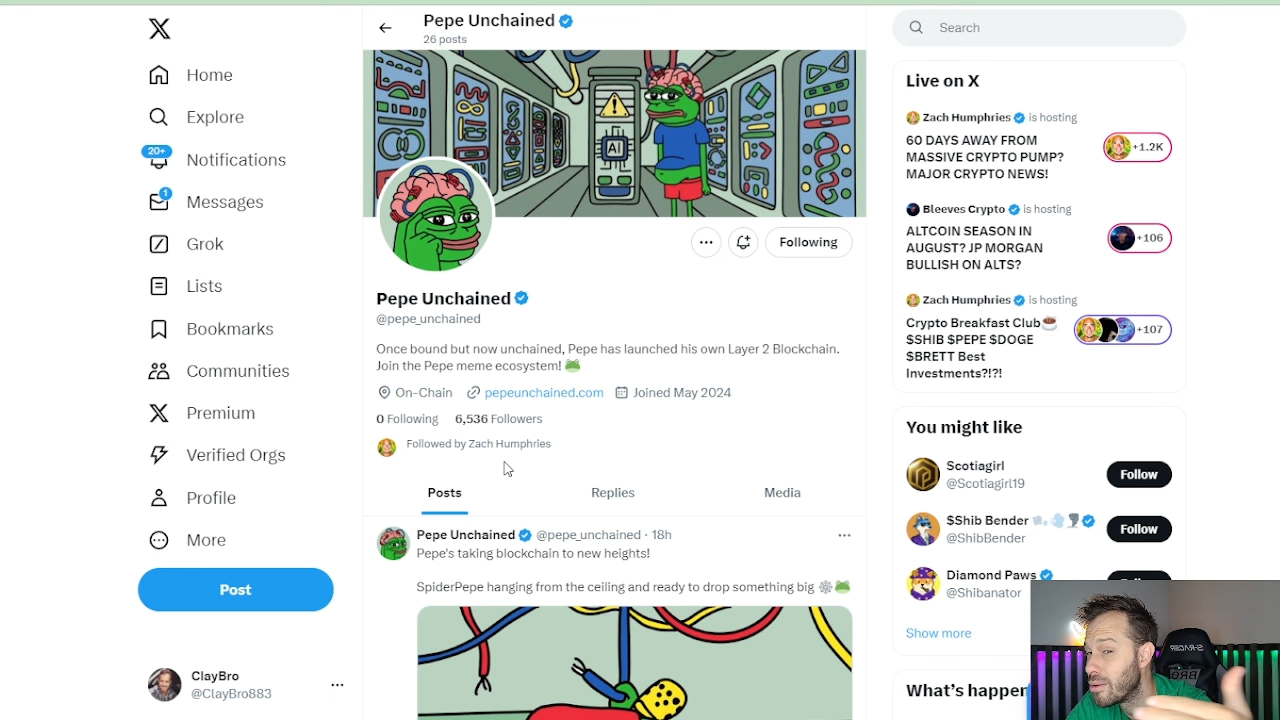 Pepe Unchained
26 posts
Search
Home
Explore
20+
Notifications
1
Messages
Grok
Lists
Bookmarks
Communities
Premium
Verified Orgs
Profile
More
Post
ClayBro
@ClayBro883
AI
Following
Pepe Unchained
@pepe_unchained
Once bound but now unchained, Pepe has launched his own Layer 2 Blockchain.
Join the Pepe meme ecosystem! 🐸
On-Chain pepeunchained.com Joined May 2024
0 Following 6,536 Followers
Followed by Zach Humphries
Posts Replies Media
Pepe Unchained @pepe_unchained · 18h
Pepe's taking blockchain to new heights!
SpiderPepe hanging from the ceiling and ready to drop something big 🕸️🐸
Live on X
Zach Humphries is hosting
60 DAYS AWAY FROM
MASSIVE CRYPTO PUMP?
MAJOR CRYPTO NEWS!
+1.2K
Bleeves Crypto is hosting
ALTCOIN SEASON IN
AUGUST? JP MORGAN
BULLISH ON ALTS?
+106
Zach Humphries is hosting
Crypto Breakfast Club☕
$SHIB $PEPE $DOGE
$BRETT Best
Investments?!?!
+107
You might like
Scotiagirl
@Scotiagirl19
Follow
$Shib Bender
@ShibBender
Follow
Diamond Paws
@Shibanator
Show more
What's happen